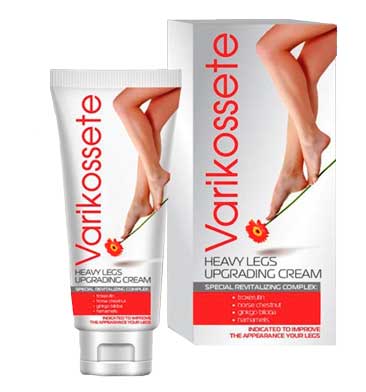 Varikossete
HEAVY LEGS
UPGRADING CREAM
SPECIAL REVITALIZING COMPLEX:
• troxerutin
• horse chestnut
• ginkgo biloba
• hamamelis
INDICATED TO IMPROVE
THE APPEARANCE YOUR LEGS
Varikossete
HEAVY LEGS
UPGRADING CREAM
SPECIAL REVITALIZING COMPLEX:
• troxerutin
• horse chestnut
• ginkgo biloba
• hamamelis
INDICATED TO IMPROVE
THE APPEARANCE YOUR LEGS